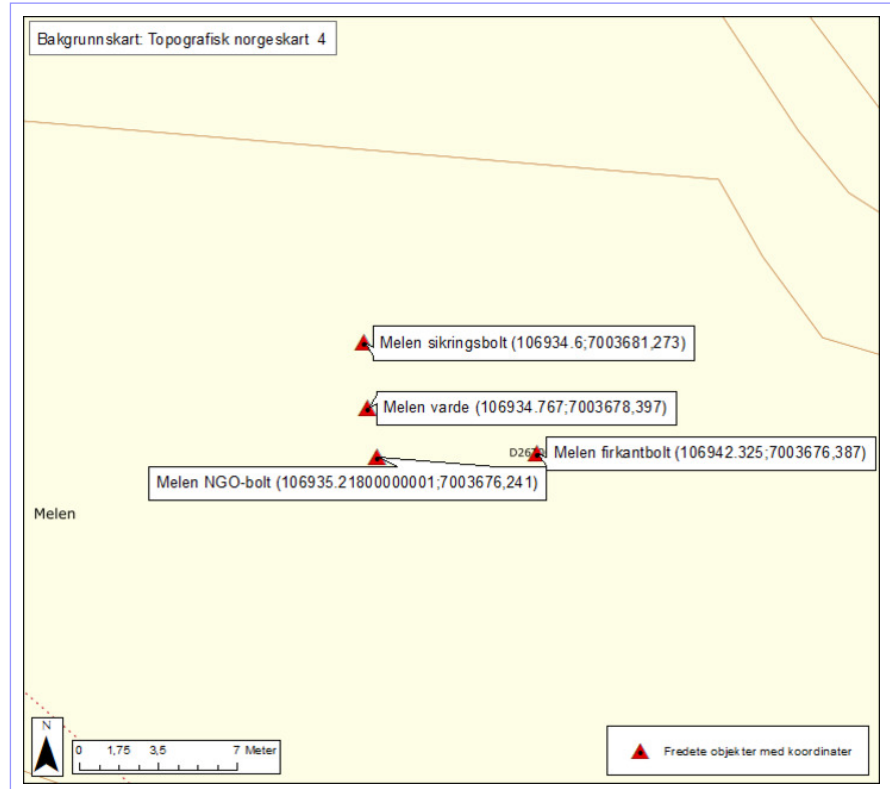 Bakgrunnskart: Topografisk norgeskart 4
Melen sikringsbolt (106934.6;7003681,273)
Melen varde (106934.767;7003678,397)
Melen firkantbolt (106942.325;7003676,387)
Melen NGO-bolt (106935.21800000001;7003676,241)
Melen
N
0 1,75 3,5 7 Meter
Fredete objekter med koordinater